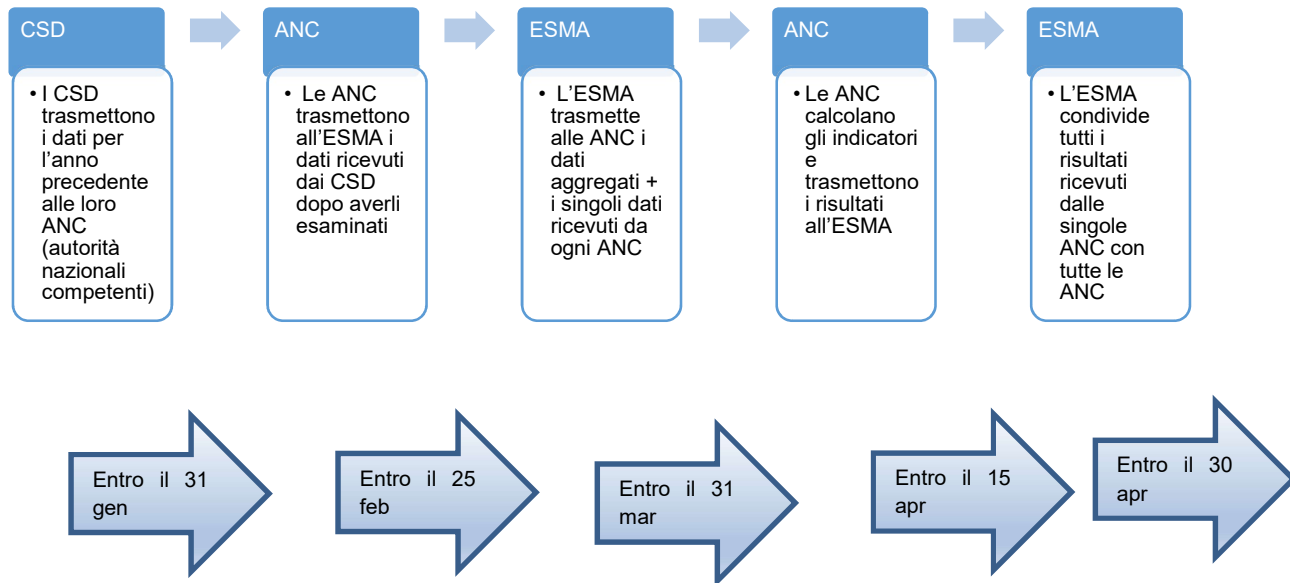 CSD
• I CSD
trasmettono
i dati per
l'anno
precedente
alle loro
ANC
(autorità
nazionali
competenti)
ANC
• Le ANC
trasmettono
all'ESMA i
dati ricevuti
dai CSD
dopo averli
esaminati
ESMA
• L'ESMA
trasmette
alle ANC i
dati
aggregati +
i singoli dati
ricevuti da
ogni ANC
ANC
• Le ANC
calcolano
gli indicatori
e
trasmettono
i risultati
all'ESMA
ESMA
• L'ESMA
condivide
tutti i
risultati
ricevuti
dalle
singole
ANC con
tutte le
ANC
Entro il 31
gen
Entro il 25
feb
Entro il 31
mar
Entro il 15
apr
Entro il 30
apr